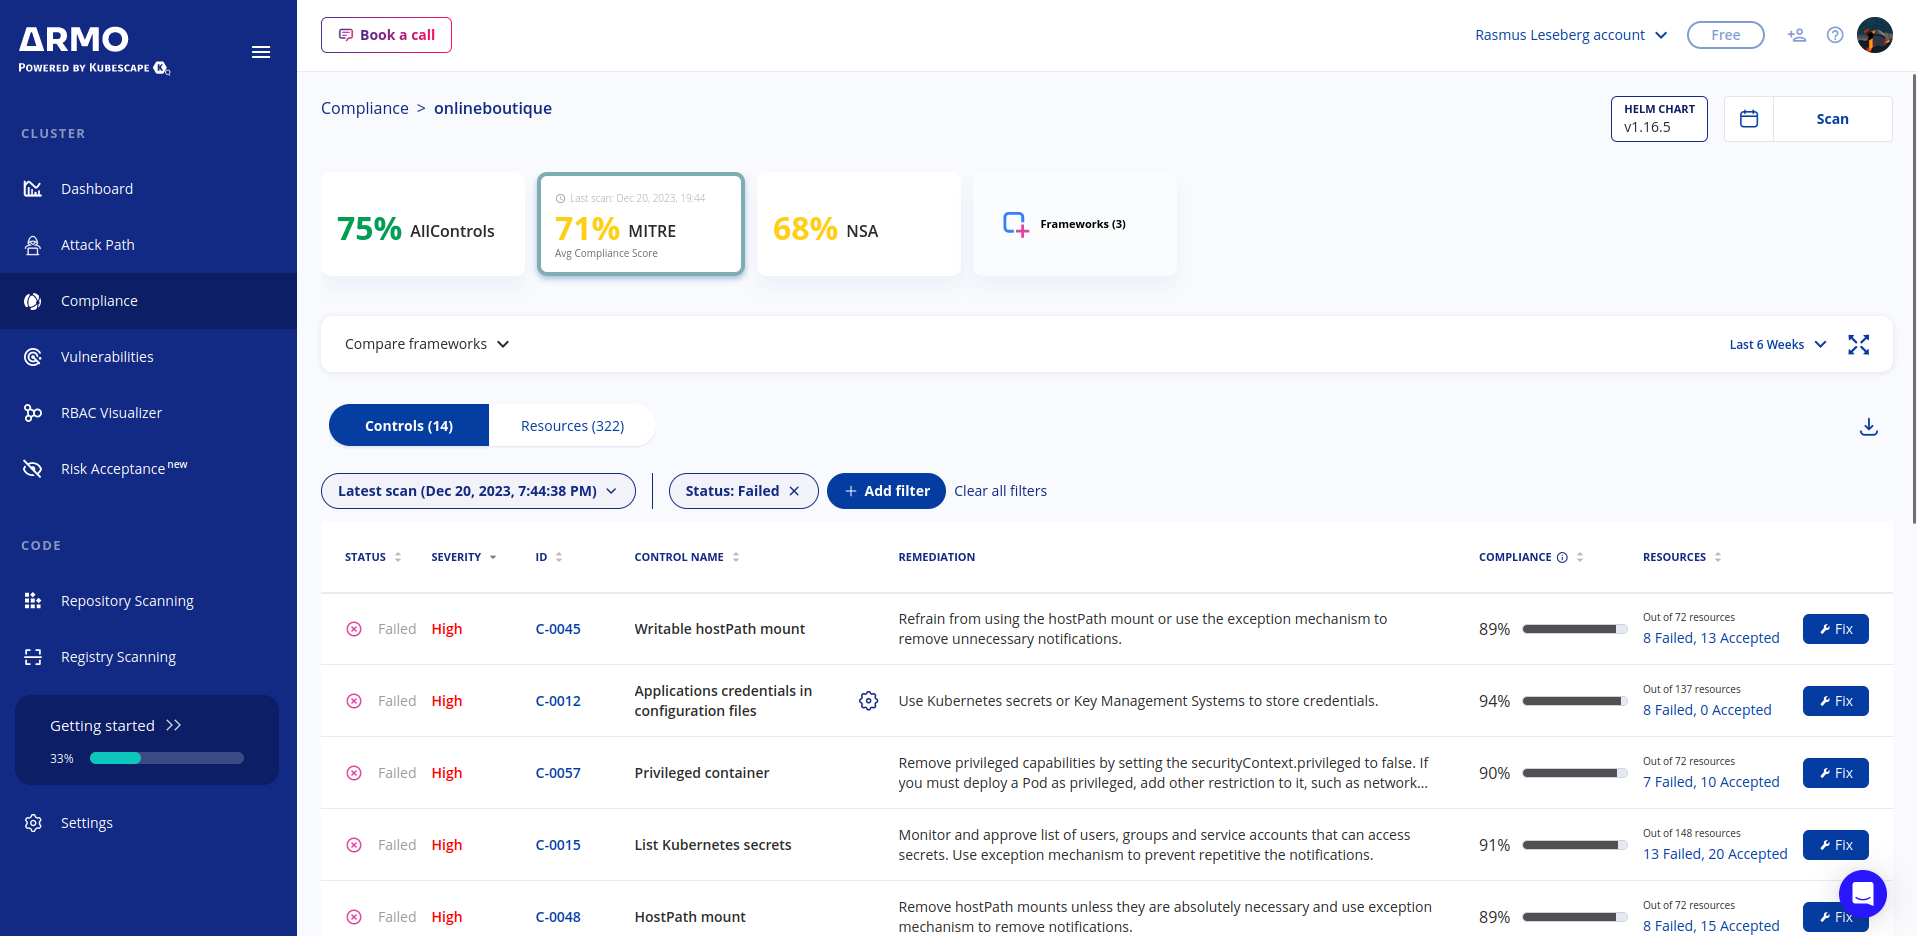 ARMO
POWERED BY KUBESCAPE
CLUSTER
Dashboard
Attack Path
Compliance
Vulnerabilities
RBAC Visualizer
Risk Acceptance new
CODE
Repository Scanning
Registry Scanning
Getting started >>
33%
Settings
Book a call
Rasmus Leseberg account
Free
Compliance > onlineboutique
HELM CHART
v1.16.5
Scan
75% AllControls
Last scan: Dec 20, 2023, 19:44
71% MITRE
Avg Compliance Score
68% NSA
Frameworks (3)
Compare frameworks
Last 6 Weeks
Controls (14)
Resources (322)
Latest scan (Dec 20, 2023, 7:44:38 PM)
Status: Failed
+ Add filter
Clear all filters
STATUS SEVERITY ID CONTROL NAME REMEDIATION COMPLIANCE RESOURCES
Failed High C-0045 Writable hostPath mount
Refrain from using the hostPath mount or use the exception mechanism to
remove unnecessary notifications.
89%
Out of 72 resources
8 Failed, 13 Accepted
Fix
Failed High C-0012
Applications credentials in
configuration files
Use Kubernetes secrets or Key Management Systems to store credentials.
94%
Out of 137 resources
8 Failed, 0 Accepted
Fix
Failed High C-0057 Privileged container
Remove privileged capabilities by setting the securityContext.privileged to false. If
you must deploy a Pod as privileged, add other restriction to it, such as network...
90%
Out of 72 resources
7 Failed, 10 Accepted
Fix
Failed High C-0015 List Kubernetes secrets
Monitor and approve list of users, groups and service accounts that can access
secrets. Use exception mechanism to prevent repetitive the notifications.
91%
Out of 148 resources
13 Failed, 20 Accepted
Fix
Failed High C-0048 HostPath mount
Remove hostPath mounts unless they are absolutely necessary and use exception
mechanism to remove notifications.
89%
Out of 72 resources
8 Failed, 15 Accepted
Fix